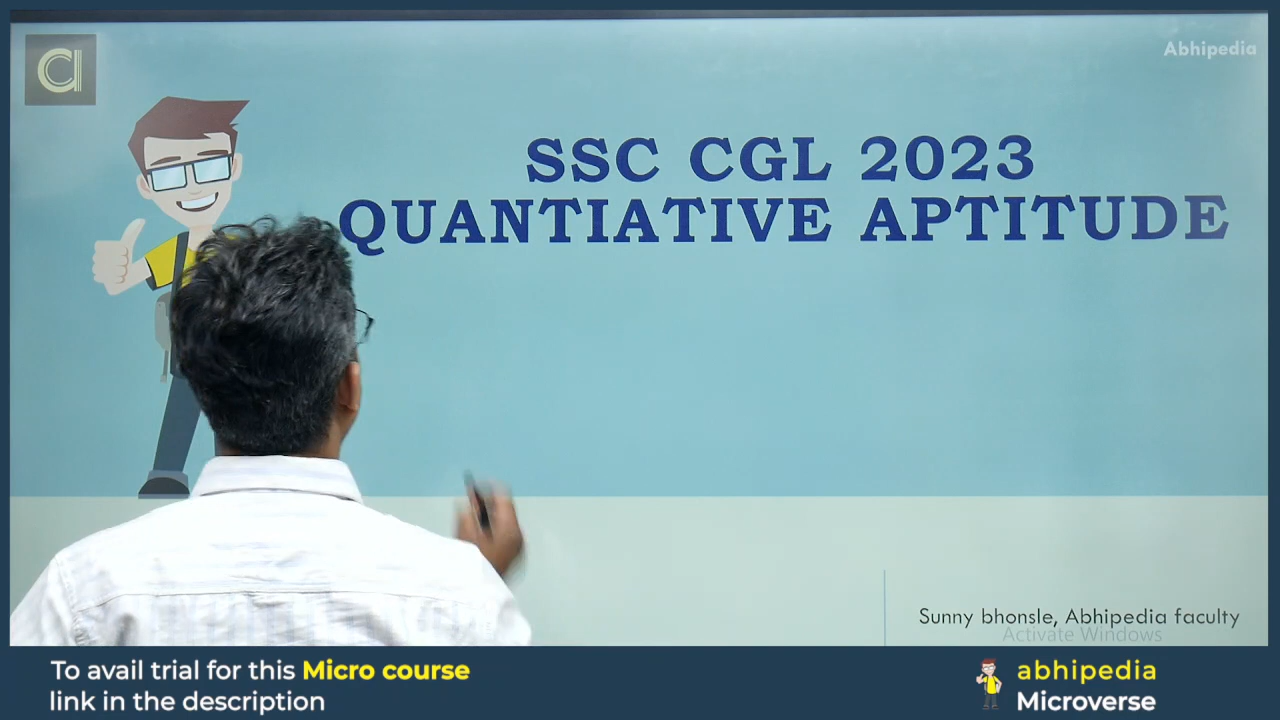 Abhipedia
SSC CGL 2023
QUANTIATIVE APTITUDE
Sunny bhonsle, Abhipedia faculty
Activate Windows
To avail trial for this Micro course
link in the description
abhipedia
Microverse